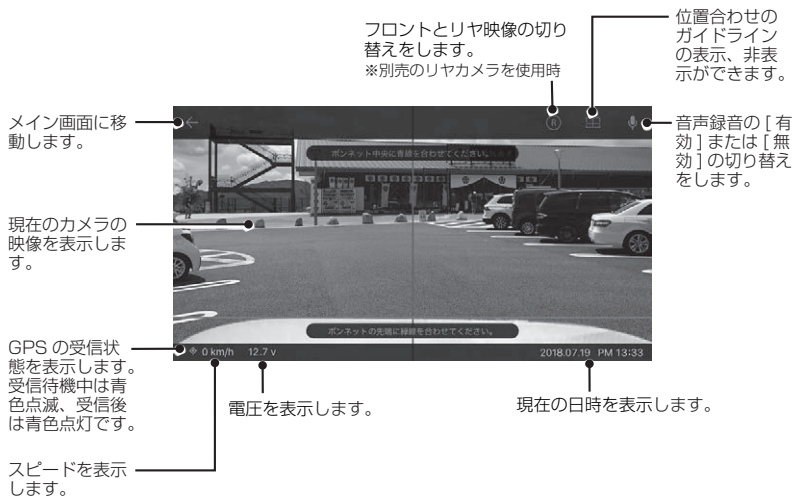 フロントとリヤ映像の切り
替えをします。
※別売のリヤカメラを使用時
位置合わせの
ガイドライン
の表示、非表
示ができます。
メイン画面に移
動します。
音声録音の [ 有
効 ] または [ 無
効 ] の切り替え
をします。
現在のカメラの
映像を表示しま
す。
ボンネット中央に青線を合わせてください。
ボンネットの先端に緑線を合わせてください。
GPS の受信状
態を表示します。
受信待機中は青
色点滅、受信後
は青色点灯です。
0 km/h 12.7 v 2018.07.19 PM 13:33
電圧を表示します。
現在の日時を表示します。
スピードを表示
します。